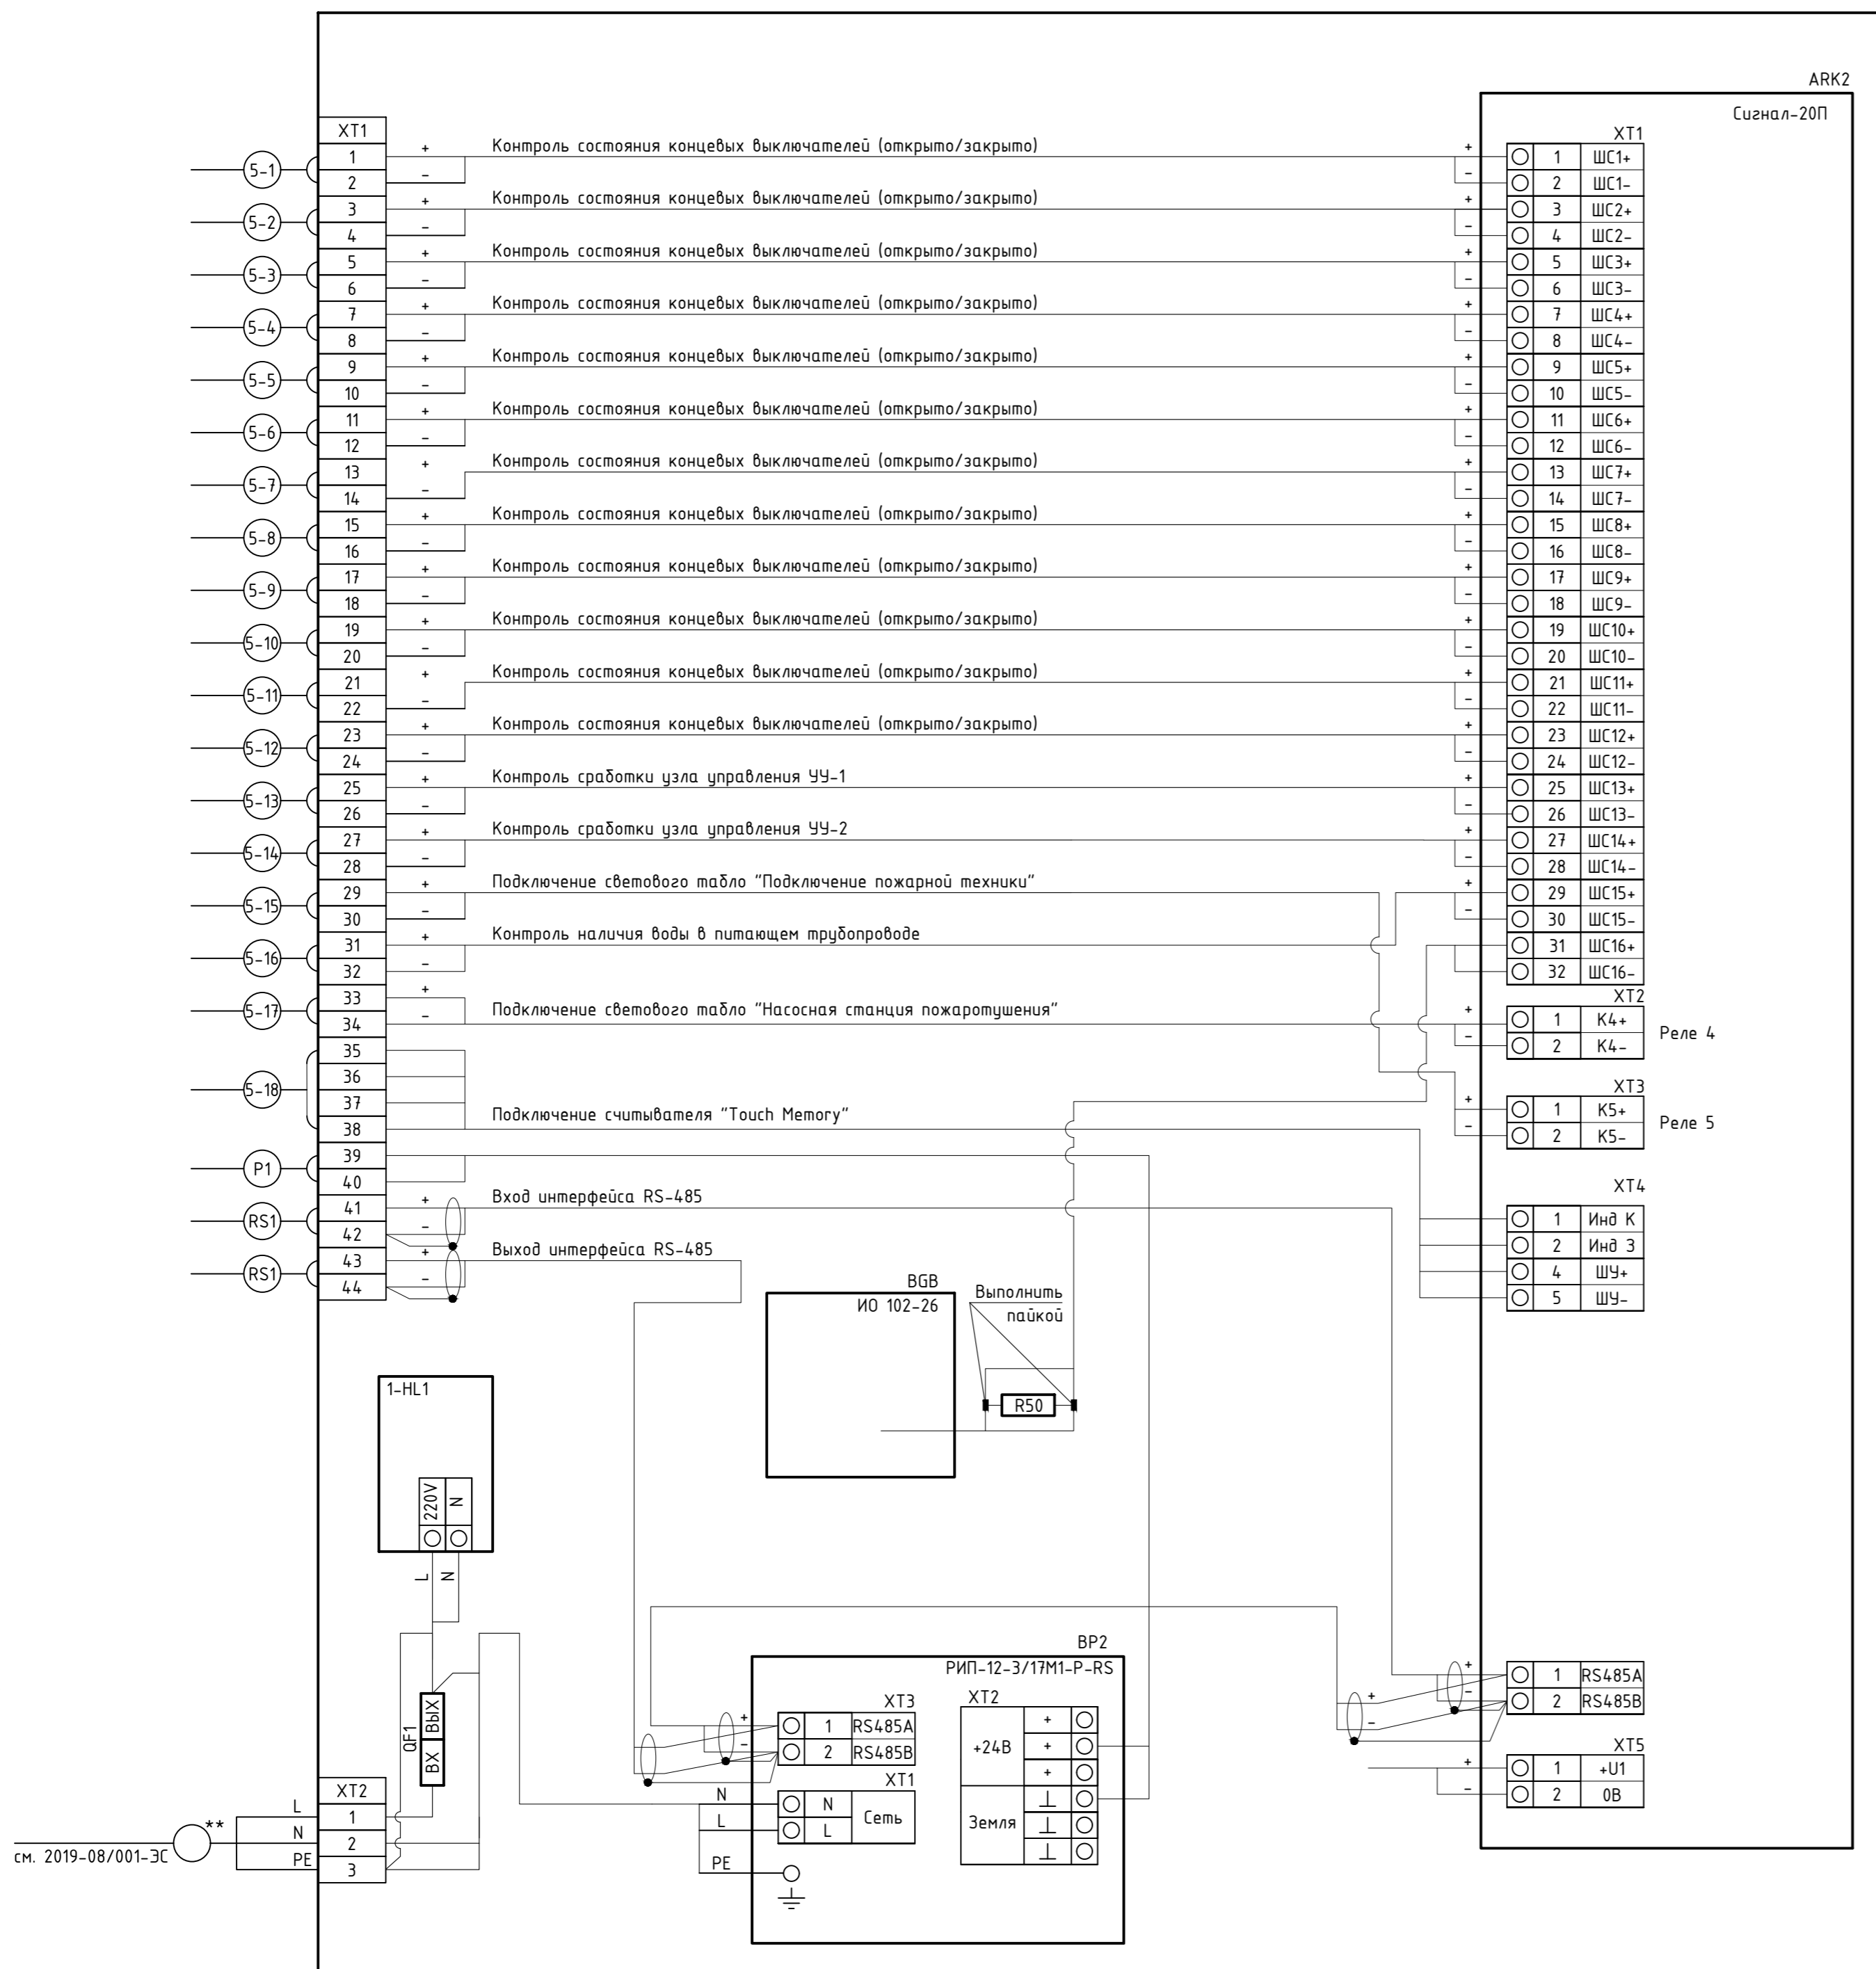 ARK2
Сигнал-20П
XT1
1
2
3
4
5
6
7
8
9
10
11
12
13
14
15
16
17
18
19
20
21
22
23
24
25
26
27
28
29
30
31
32
33
34
35
36
37
38
39
40
41
42
43
44
5-1
5-2
5-3
5-4
5-5
5-6
5-7
5-8
5-9
5-10
5-11
5-12
5-13
5-14
5-15
5-16
5-17
5-18
P1
RS1
RS1
+ Контроль состояния концевых выключателей (открыто/закрыто) +
- -
+ Контроль состояния концевых выключателей (открыто/закрыто) +
- -
+ Контроль состояния концевых выключателей (открыто/закрыто) +
- -
+ Контроль состояния концевых выключателей (открыто/закрыто) +
- -
+ Контроль состояния концевых выключателей (открыто/закрыто) +
- -
+ Контроль состояния концевых выключателей (открыто/закрыто) +
- -
+ Контроль состояния концевых выключателей (открыто/закрыто) +
- -
+ Контроль состояния концевых выключателей (открыто/закрыто) +
- -
+ Контроль состояния концевых выключателей (открыто/закрыто) +
- -
+ Контроль состояния концевых выключателей (открыто/закрыто) +
- -
+ Контроль состояния концевых выключателей (открыто/закрыто) +
- -
+ Контроль состояния концевых выключателей (открыто/закрыто) +
- -
+ Контроль сработки узла управления УУ-1 +
- -
+ Контроль сработки узла управления УУ-2 +
- -
+ Подключение светового табло "Подключение пожарной техники" +
- -
+ Контроль наличия воды в питающем трубопроводе
-
+
- Подключение светового табло "Насосная станция пожаротушения" +
-
Подключение считывателя "Touch Memory"
+ Вход интерфейса RS-485
-
+ Выход интерфейса RS-485
-
XT1
1 ШС1+
2 ШС1-
3 ШС2+
4 ШС2-
5 ШС3+
6 ШС3-
7 ШС4+
8 ШС4-
9 ШС5+
10 ШС5-
11 ШС6+
12 ШС6-
13 ШС7+
14 ШС7-
15 ШС8+
16 ШС8-
17 ШС9+
18 ШС9-
19 ШС10+
20 ШС10-
21 ШС11+
22 ШС11-
23 ШС12+
24 ШС12-
25 ШС13+
26 ШС13-
27 ШС14+
28 ШС14-
29 ШС15+
30 ШС15-
31 ШС16+
32 ШС16-
XT2
1 К4+
2 К4-
Реле 4
XT3
+ 1 К5+
- 2 К5-
Реле 5
XT4
1 Инд К
2 Инд З
4 ШУ+
5 ШУ-
BGB
ИО 102-26
Выполнить
пайкой
R50
1-HL1
220V
N
L
N
QF1
ВХ
ВЫХ
XT2
1
2
3
L
N
PE
**
см. 2019-08/001-ЭС
BP2
РИП-12-3/17М1-Р-RS
XT3
+ 1 RS485A
- 2 RS485B
XT1
N N
L L
Сеть
PE
XT2
+24В
+
+
+
Земля
⊥
⊥
⊥
+ 1 RS485A
- 2 RS485B
+
-
XT5
+ 1 +U1
- 2 0В